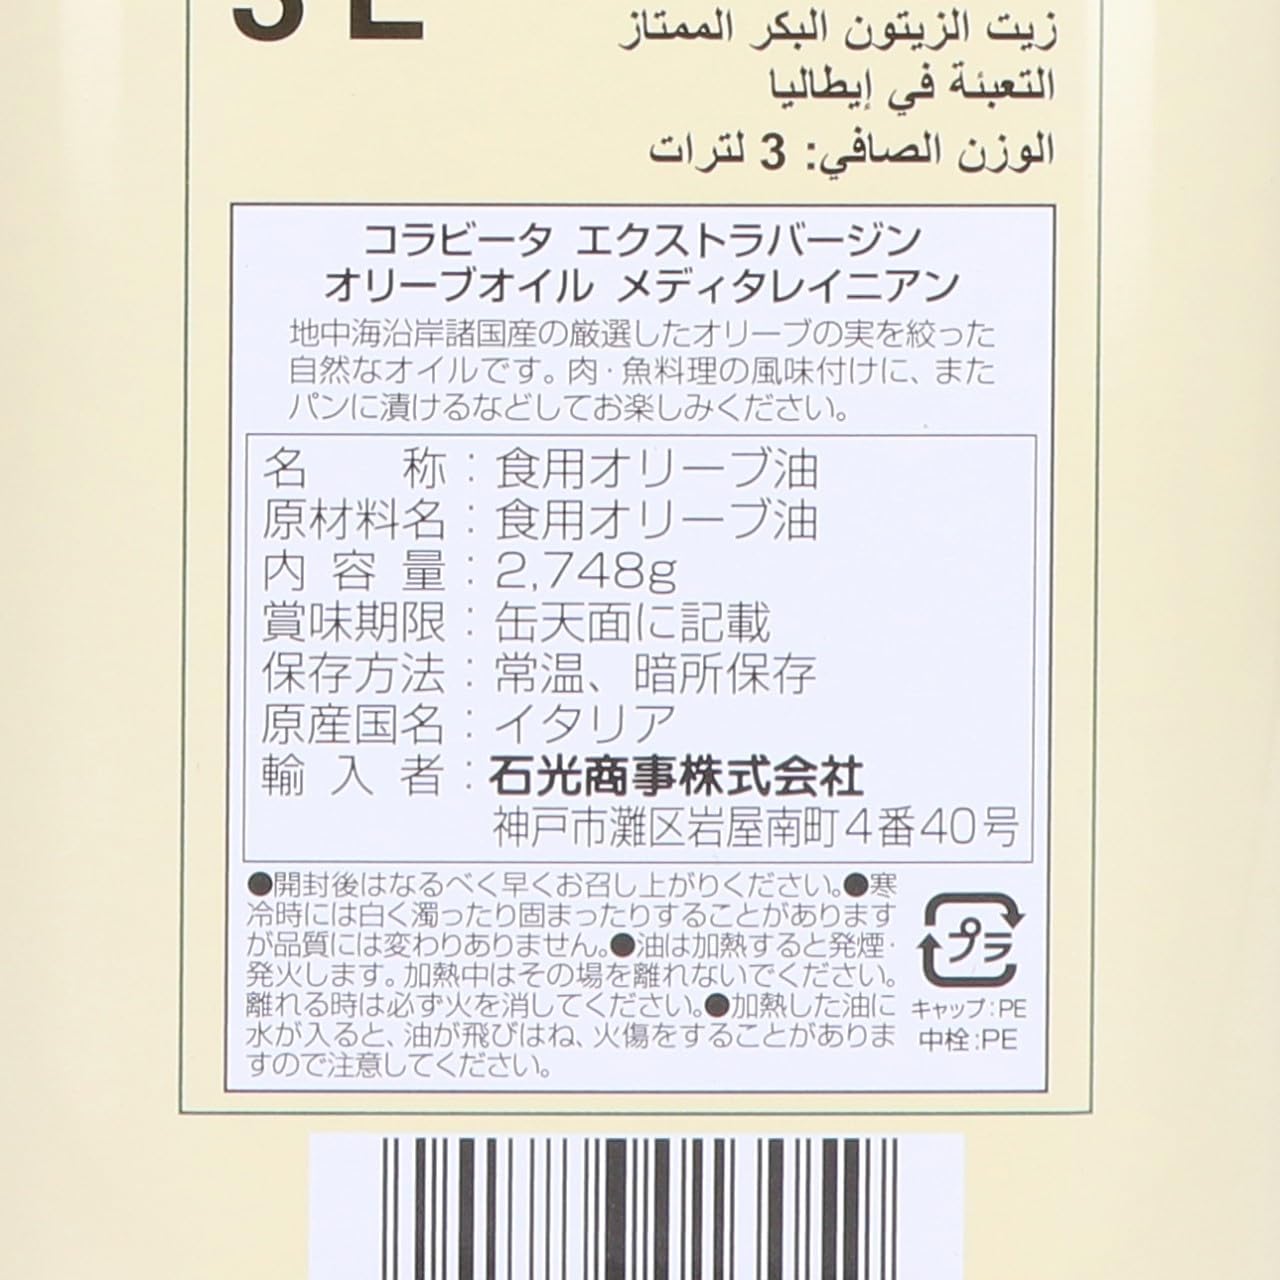 3 L
زيت الزيتون البكر الممتاز
التعبئة في إيطاليا
الوزن الصافي: 3 لترات
コラビータ エクストラバージン
オリーブオイル メディタレイニアン
地中海沿岸諸国産の厳選したオリーブの実を絞った
自然なオイルです。肉・魚料理の風味付けに、また
パンに漬けるなどしてお楽しみください。
名 称:食用オリーブ油
原材料名:食用オリーブ油
内容量:2,748g
賞味期限:缶天面に記載
保存方法:常温、暗所保存
原産国名:イタリア
輸入者:石光商事株式会社
神戸市灘区岩屋南町4番40号
●開封後はなるべく早くお召し上がりください。●寒
冷時には白く濁ったり固まったりすることがあります
が品質には変わりありません。●油は加熱すると発煙・
発火します。加熱中はその場を離れないでください。
離れる時は必ず火を消してください。●加熱した油に
水が入ると、油が飛びはね、火傷をすることがありま
すので注意してください。
プラ
キャップ:PE
中栓:PE